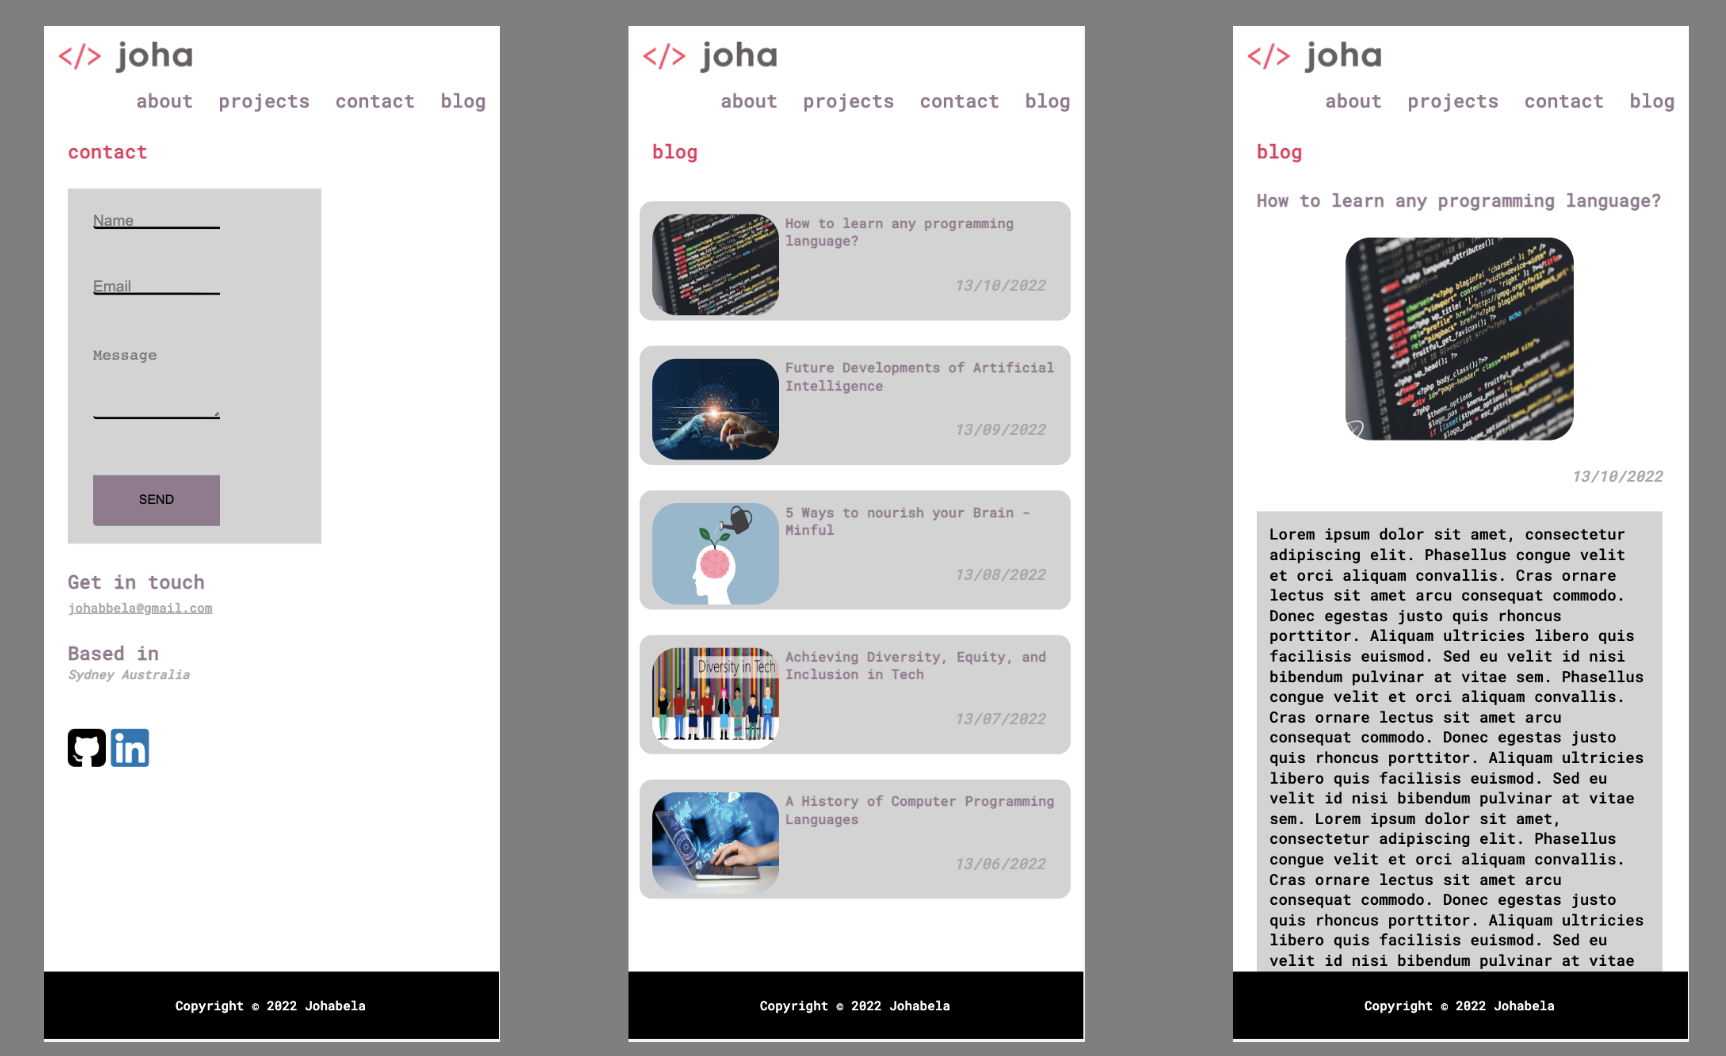 </> joha
about projects contact blog
contact
Name
Email
Message
SEND
Get in touch
johabbela@gmail.com
Based in
Sydney Australia
in
Copyright © 2022 Johabela
</> joha
about projects contact blog
blog
How to learn any programming
language?
13/10/2022
Future Developments of Artificial
Intelligence
13/09/2022
5 Ways to nourish your Brain -
Minful
13/08/2022
Diversity in Tech
Achieving Diversity, Equity, and
Inclusion in Tech
13/07/2022
A History of Computer Programming
Languages
13/06/2022
Copyright © 2022 Johabela
</> joha
about projects contact blog
blog
How to learn any programming language?
13/10/2022
Lorem ipsum dolor sit amet, consectetur
adipiscing elit. Phasellus congue velit
et orci aliquam convallis. Cras ornare
lectus sit amet arcu consequat commodo.
Donec egestas justo quis rhoncus
porttitor. Aliquam ultricies libero quis
facilisis euismod. Sed eu velit id nisi
bibendum pulvinar at vitae sem. Phasellus
congue velit et orci aliquam convallis.
Cras ornare lectus sit amet arcu
consequat commodo. Donec egestas justo
quis rhoncus porttitor. Aliquam ultricies
libero quis facilisis euismod. Sed eu
velit id nisi bibendum pulvinar at vitae
sem. Lorem ipsum dolor sit amet,
consectetur adipiscing elit. Phasellus
congue velit et orci aliquam convallis.
Cras ornare lectus sit amet arcu
consequat commodo. Donec egestas justo
quis rhoncus porttitor. Aliquam ultricies
libero quis facilisis euismod. Sed eu
velit id nisi bibendum pulvinar at vitae
Copyright © 2022 Johabela